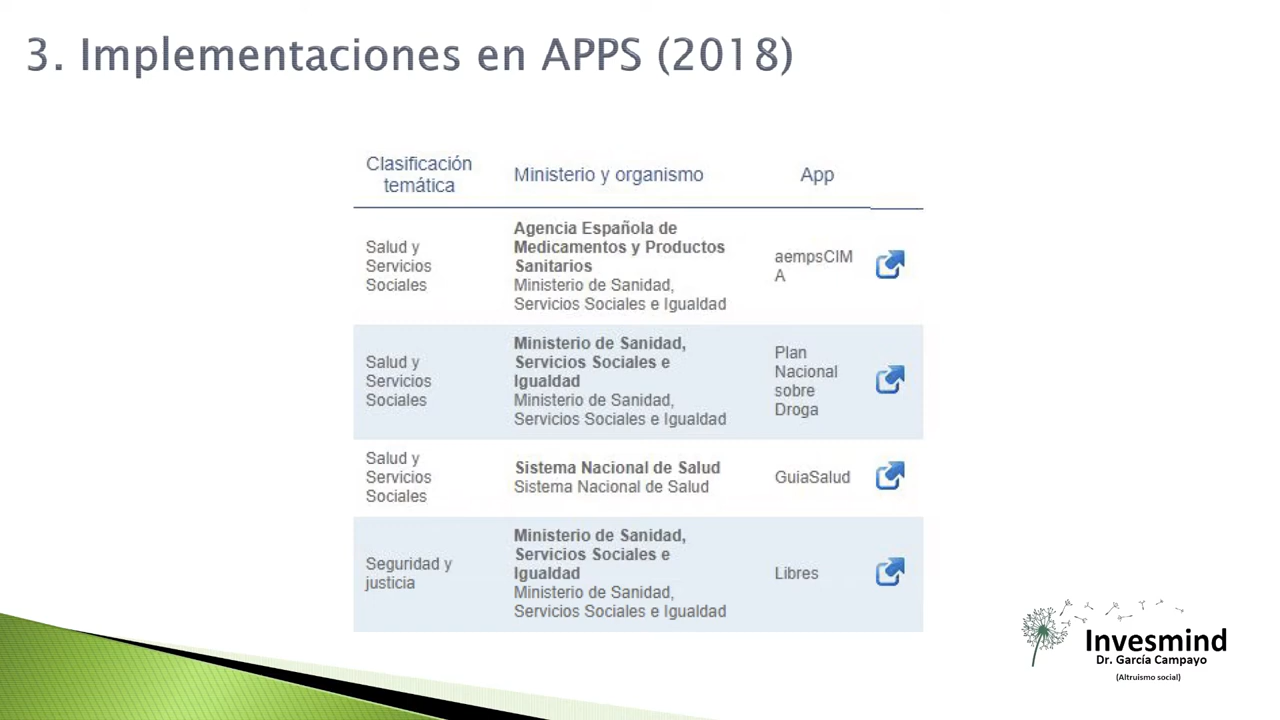 3. Implementaciones en APPS (2018)
Clasificación
temática
Ministerio y organismo
App
Salud y
Servicios
Sociales
Agencia Española de
Medicamentos y Productos
Sanitarios
Ministerio de Sanidad,
Servicios Sociales e Igualdad
aempsCIM
A
Salud y
Servicios
Sociales
Ministerio de Sanidad,
Servicios Sociales e
Igualdad
Ministerio de Sanidad,
Servicios Sociales e Igualdad
Plan
Nacional
sobre
Droga
Salud y
Servicios
Sociales
Sistema Nacional de Salud
Sistema Nacional de Salud
GuiaSalud
Seguridad y
justicia
Ministerio de Sanidad,
Servicios Sociales e
Igualdad
Ministerio de Sanidad,
Servicios Sociales e Igualdad
Libres
Invesmind
Dr. García Campayo
(Altruismo social)